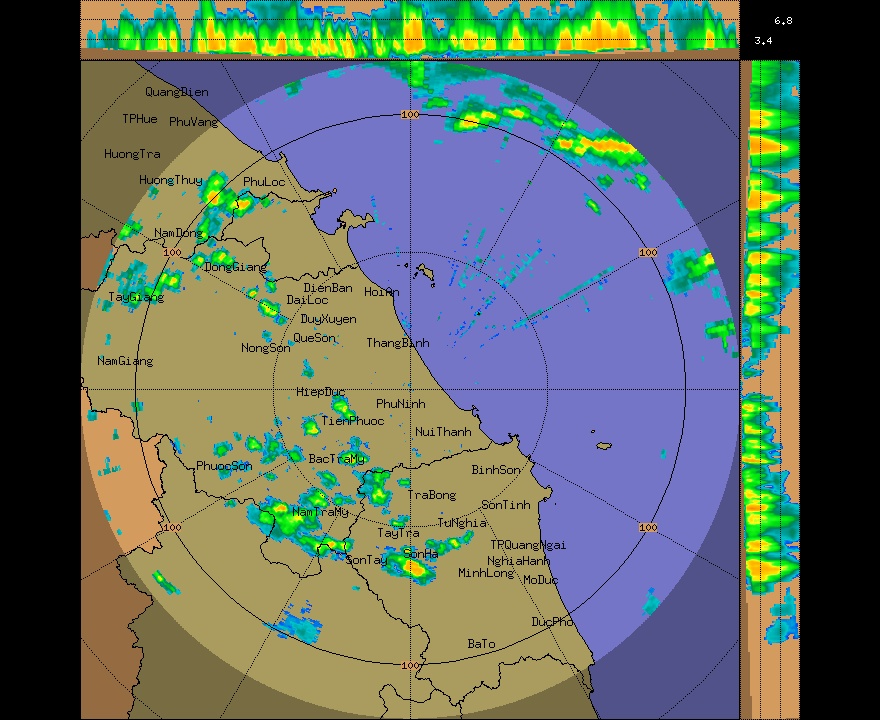 6.8
3.4
QuangDien
100
TPHue
PhuVang
HuongTra
HuongThuy
PhuLoc
NamDong
100
100
DongGiang
DienBan
HoiAn
TayGiang
DaiLoc
DuyXuyen
QueSon
ThangBinh
NongSon
NamGiang
HiepDuc
PhuNinh
TienPhuoc
NuiThanh
BacTraMy
PhuocSon
BinhSon
TraBong
SonTinh
NamTraMy
TuNghia
100
100
TayTra
TPQuangNgai
SonHa
SonTay
NghiaHanh
MinhLong
MoDuc
DucPho
BaTo
100